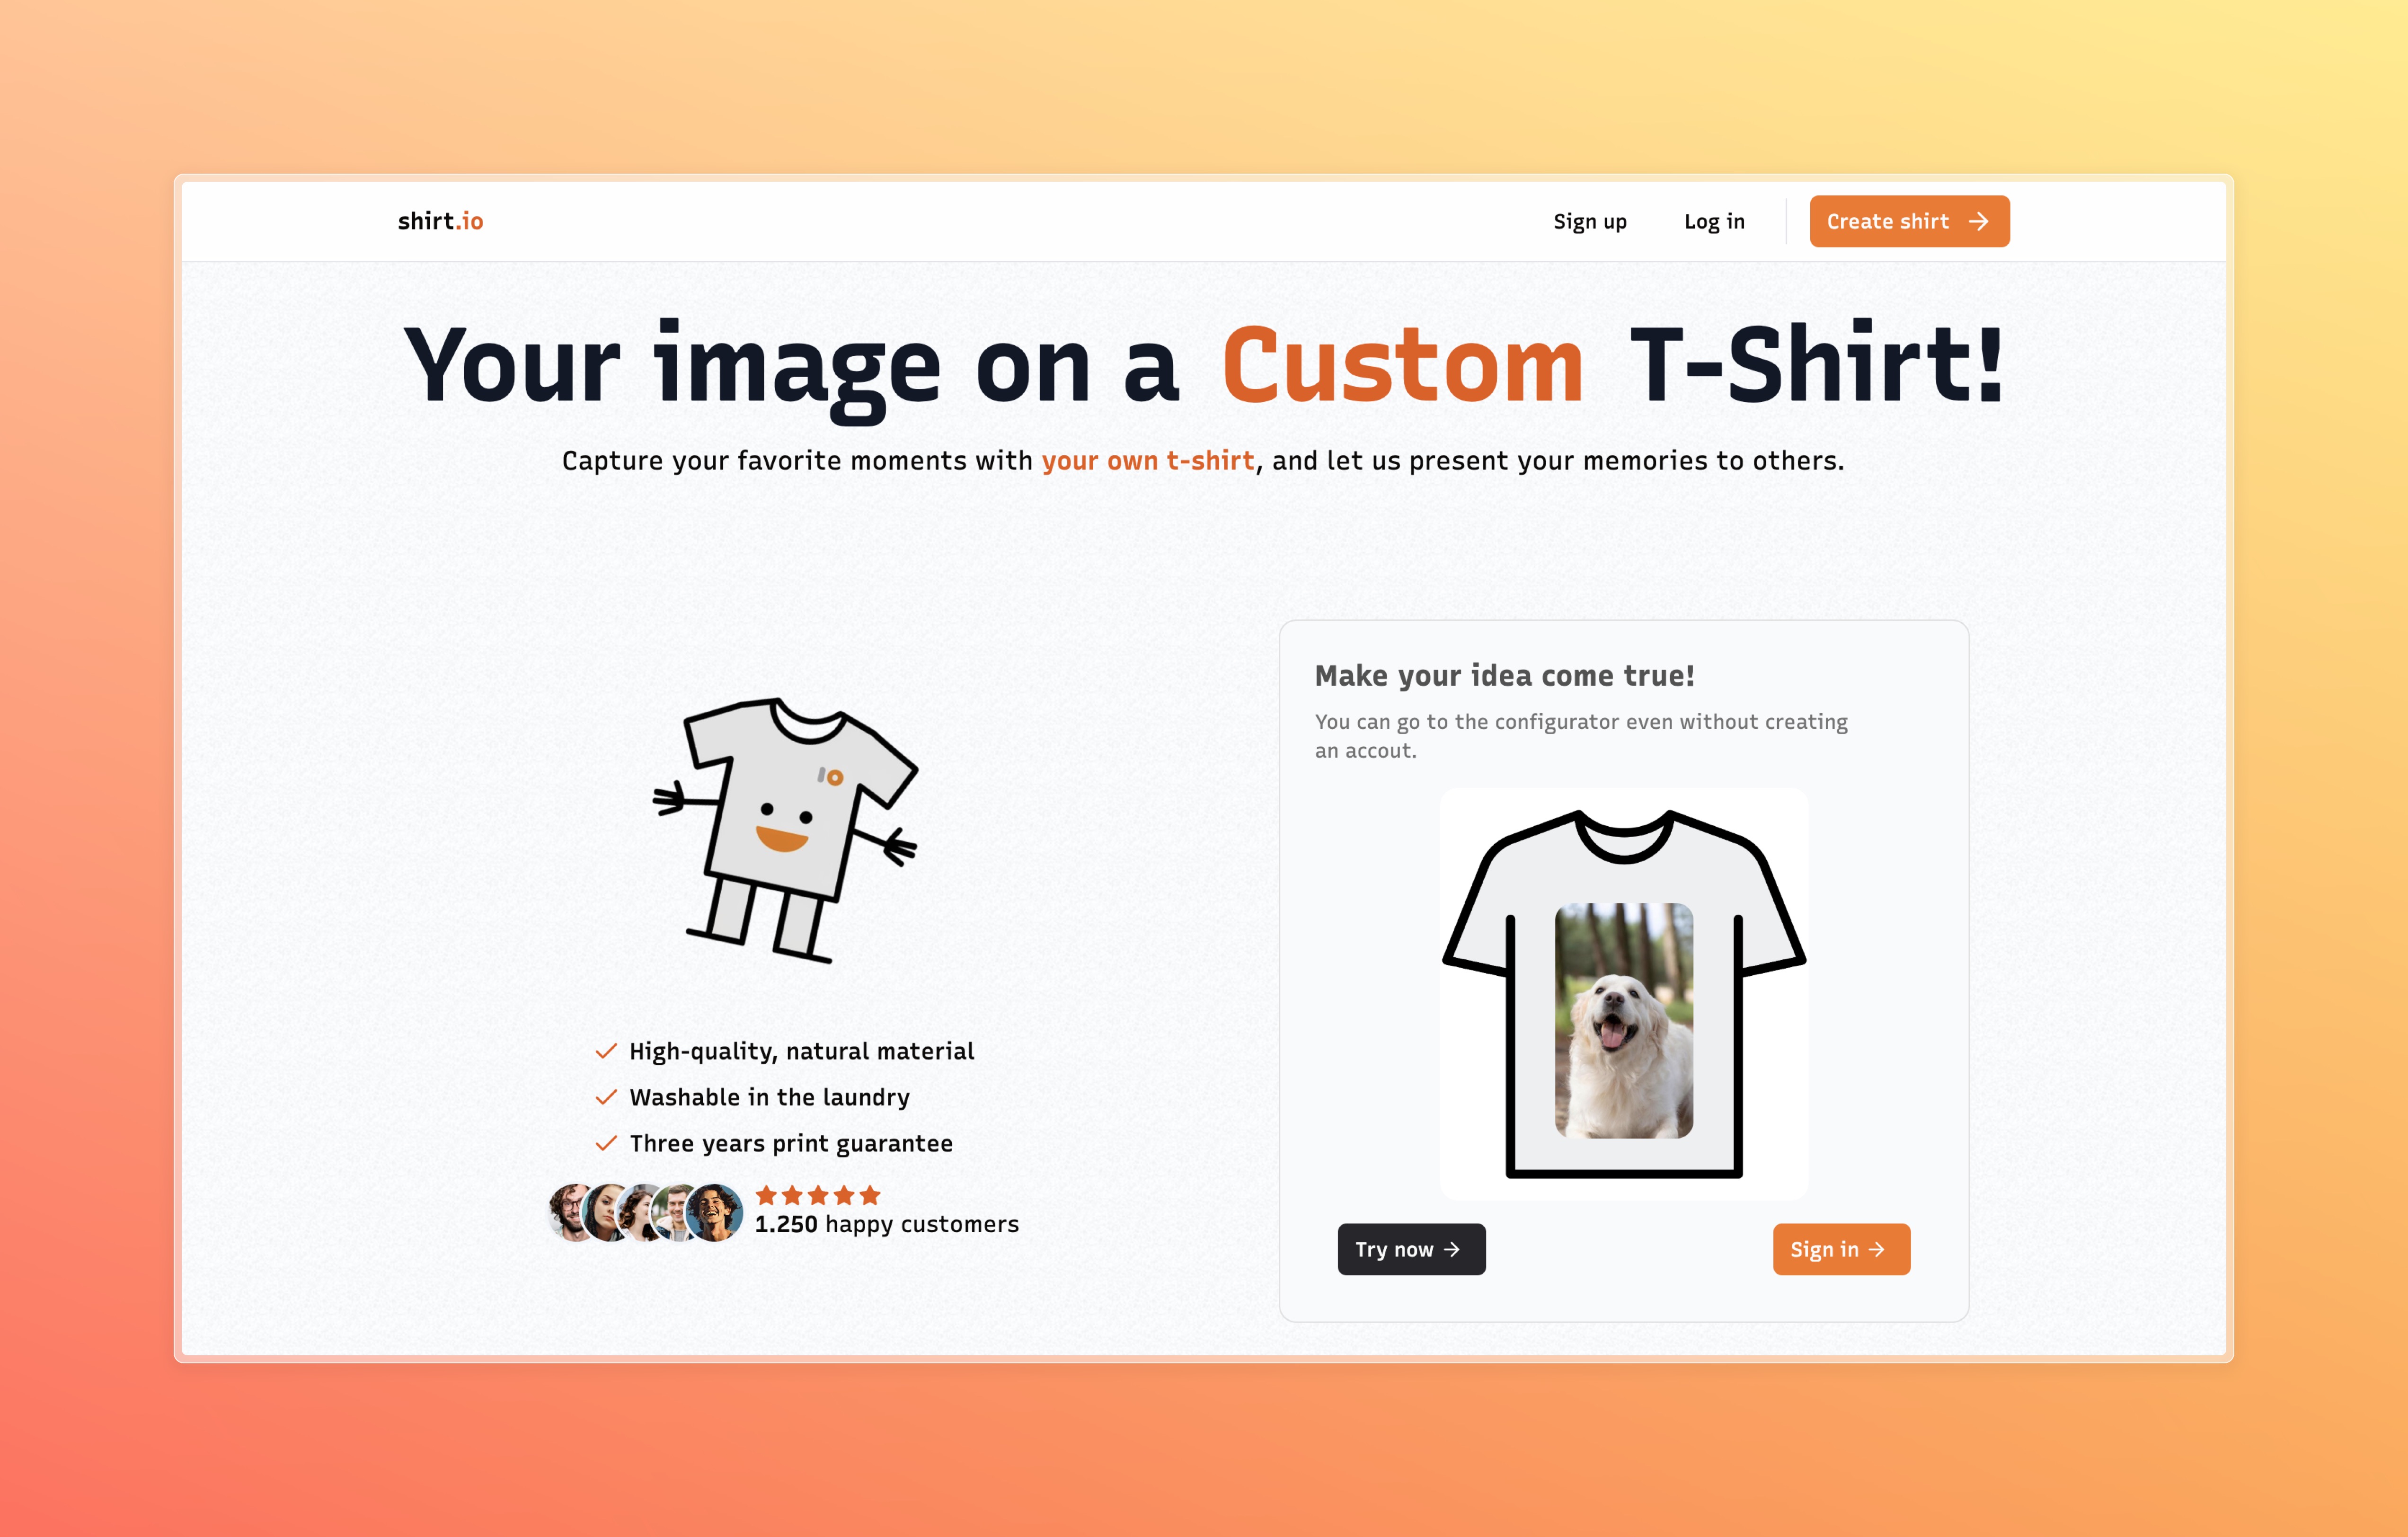 shirt.io
Sign up
Log in
Create shirt
Your image on a Custom T-Shirt!
Capture your favorite moments with your own t-shirt, and let us present your memories to others.
High-quality, natural material
Washable in the laundry
Three years print guarantee
1.250 happy customers
Make your idea come true!
You can go to the configurator even without creating
an accout.
Try now
Sign in